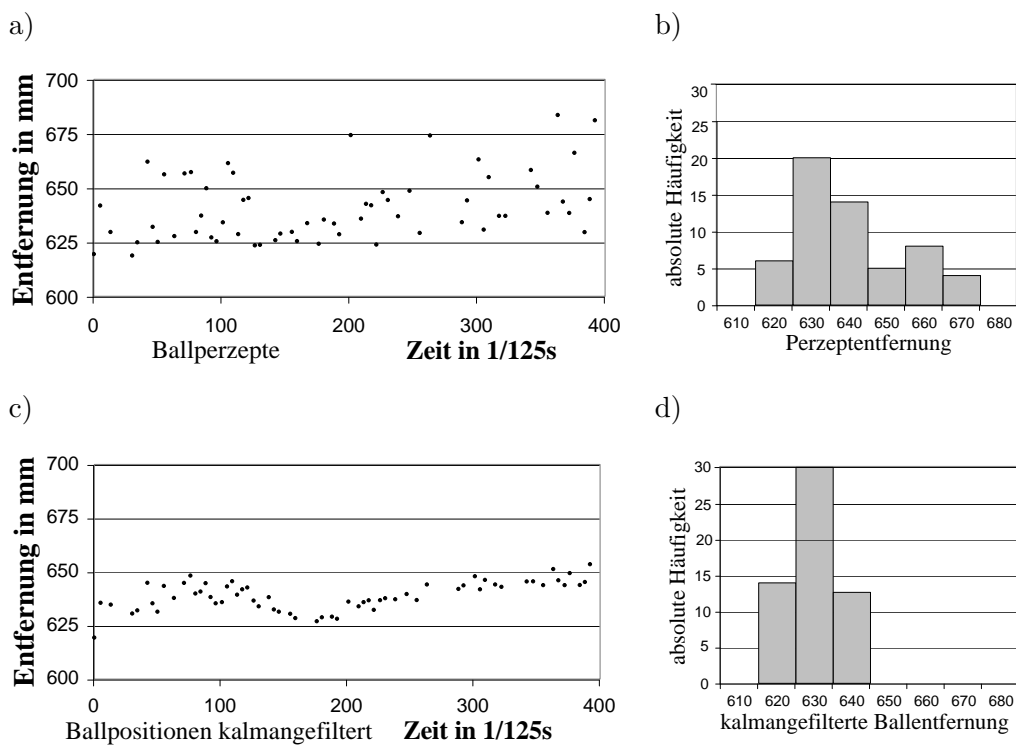 a)
Entfernung in mm
700
675
650
625
600
0 100 200 300 400
Ballperzepte Zeit in 1/125s
b)
absolute Häufigkeit
30
25
20
15
10
5
0
610 620 630 640 650 660 670 680
Perzeptentfernung
c)
Entfernung in mm
700
675
650
625
600
0 100 200 300 400
Ballpositionen kalmangefiltert Zeit in 1/125s
d)
absolute Häufigkeit
30
25
20
15
10
5
0
610 620 630 640 650 660 670 680
kalmangefilterte Ballentfernung